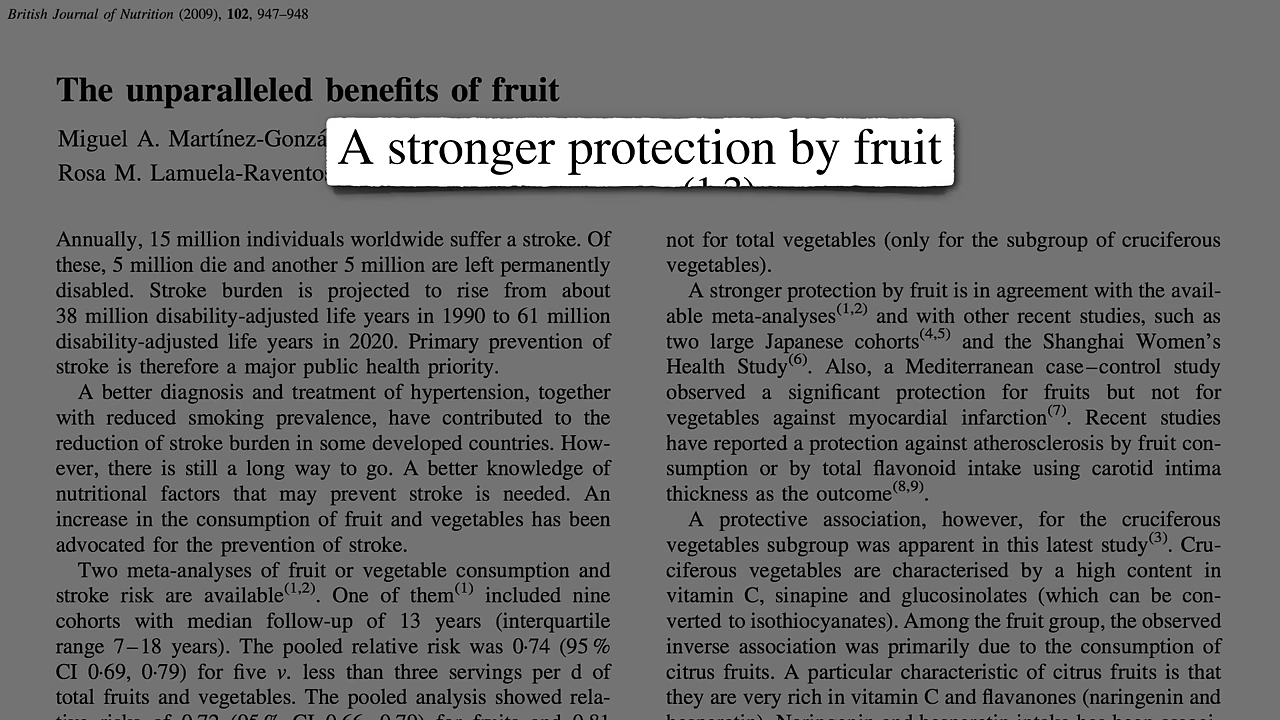 British Journal of Nutrition (2009), 102, 947–948
The unparalleled benefits of fruit
Miguel A. Martínez-Gonzá
A stronger protection by fruit
Rosa M. Lamuela-Ravento
Annually, 15 million individuals worldwide suffer a stroke. Of
these, 5 million die and another 5 million are left permanently
disabled. Stroke burden is projected to rise from about
38 million disability-adjusted life years in 1990 to 61 million
disability-adjusted life years in 2020. Primary prevention of
stroke is therefore a major public health priority.
A better diagnosis and treatment of hypertension, together
with reduced smoking prevalence, have contributed to the
reduction of stroke burden in some developed countries. How-
ever, there is still a long way to go. A better knowledge of
nutritional factors that may prevent stroke is needed. An
increase in the consumption of fruit and vegetables has been
advocated for the prevention of stroke.
Two meta-analyses of fruit or vegetable consumption and
stroke risk are available(1,2). One of them(1) included nine
cohorts with median follow-up of 13 years (interquartile
range 7–18 years). The pooled relative risk was 0·74 (95 %
CI 0·69, 0·79) for five v. less than three servings per d of
total fruits and vegetables. The pooled analysis showed rela-
not for total vegetables (only for the subgroup of cruciferous
vegetables).
A stronger protection by fruit is in agreement with the avail-
able meta-analyses(1,2) and with other recent studies, such as
two large Japanese cohorts(4,5) and the Shanghai Women's
Health Study(6). Also, a Mediterranean case–control study
observed a significant protection for fruits but not for
vegetables against myocardial infarction(7). Recent studies
have reported a protection against atherosclerosis by fruit con-
sumption or by total flavonoid intake using carotid intima
thickness as the outcome(8,9).
A protective association, however, for the cruciferous
vegetables subgroup was apparent in this latest study(3). Cru-
ciferous vegetables are characterised by a high content in
vitamin C, sinapine and glucosinolates (which can be con-
verted to isothiocyanates). Among the fruit group, the observed
inverse association was primarily due to the consumption of
citrus fruits. A particular characteristic of citrus fruits is that
they are very rich in vitamin C and flavanones (naringenin and